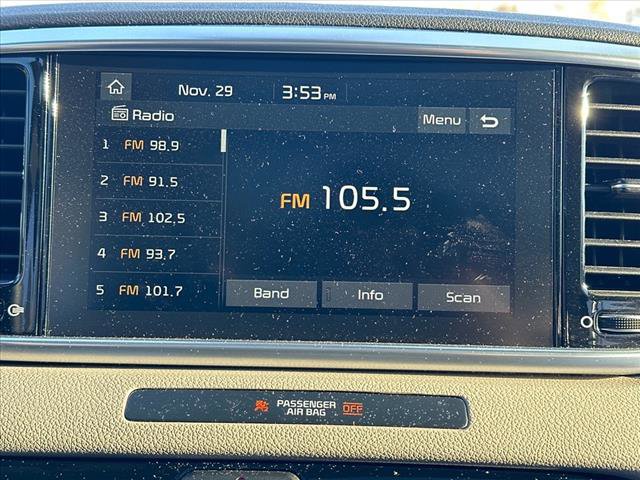 Nov. 29 3:53 PM
Radio Menu
1 FM 98.9
2 FM 91.5
3 FM 102.5
4 FM 93.7
5 FM 101.7
FM 105.5
Band Info Scan
PASSENGER
AIR BAG OFF